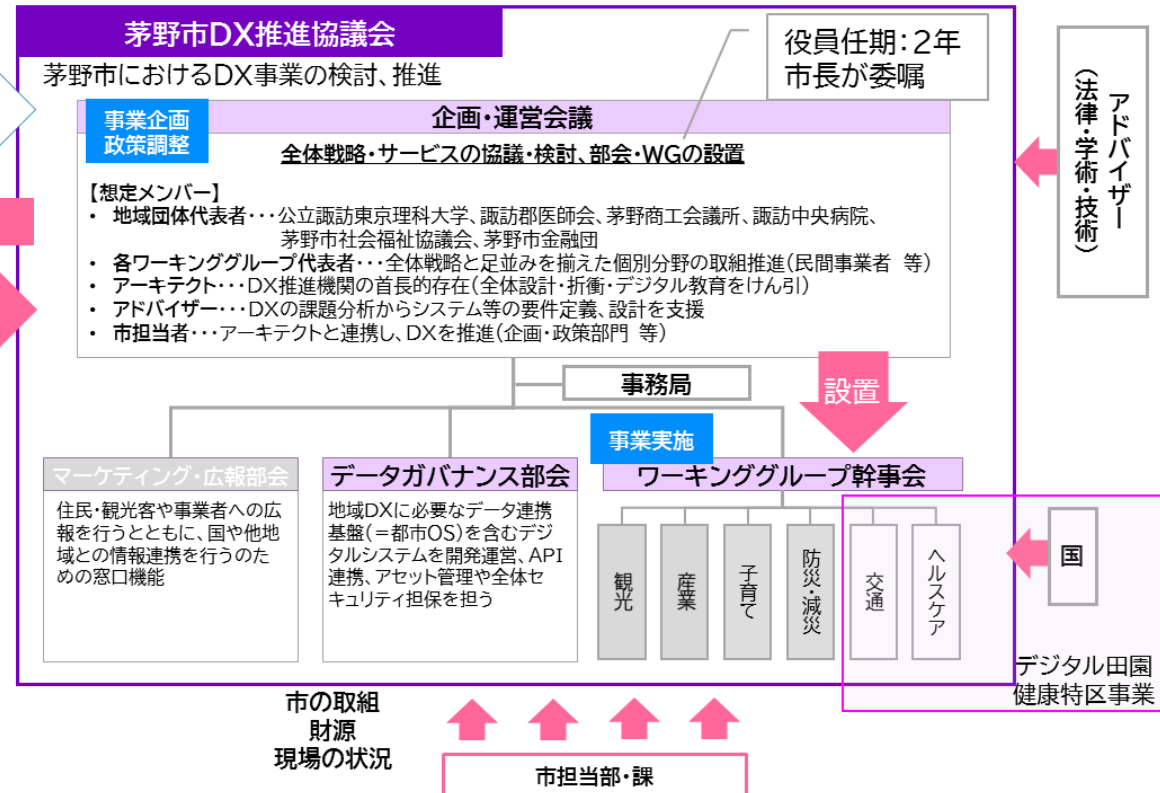 茅野市DX推進協議会
茅野市におけるDX事業の検討、推進
役員任期：2年
市長が委嘱
事業企画
政策調整
企画・運営会議
全体戦略・サービスの協議・検討、部会・WGの設置
【想定メンバー】
• 地域団体代表者・・・公立諏訪東京理科大学、諏訪郡医師会、茅野商工会議所、諏訪中央病院、
茅野市社会福祉協議会、茅野市金融団
• 各ワーキンググループ代表者・・・全体戦略と足並みを揃えた個別分野の取組推進(民間事業者 等)
• アーキテクト・・・DX推進機関の首長的存在(全体設計・折衝・デジタル教育をけん引)
• アドバイザー・・・DXの課題分析からシステム等の要件定義、設計を支援
• 市担当者・・・アーキテクトと連携し、DXを推進(企画・政策部門 等)
アドバイザー
(法律・学術・技術)
事務局
設置
事業実施
マーケティング・広報部会
住民・観光客や事業者への広
報を行うとともに、国や他地
域との情報連携を行うのた
めの窓口機能
データガバナンス部会
地域DXに必要なデータ連携
基盤(=都市OS)を含むデジ
タルシステムを開発運営、API
連携、アセット管理や全体セ
キュリティ担保を担う
ワーキンググループ幹事会
観光
産業
子育て
防災・減災
交通
ヘルスケア
国
デジタル田園
健康特区事業
市の取組
財源
現場の状況
市担当部・課